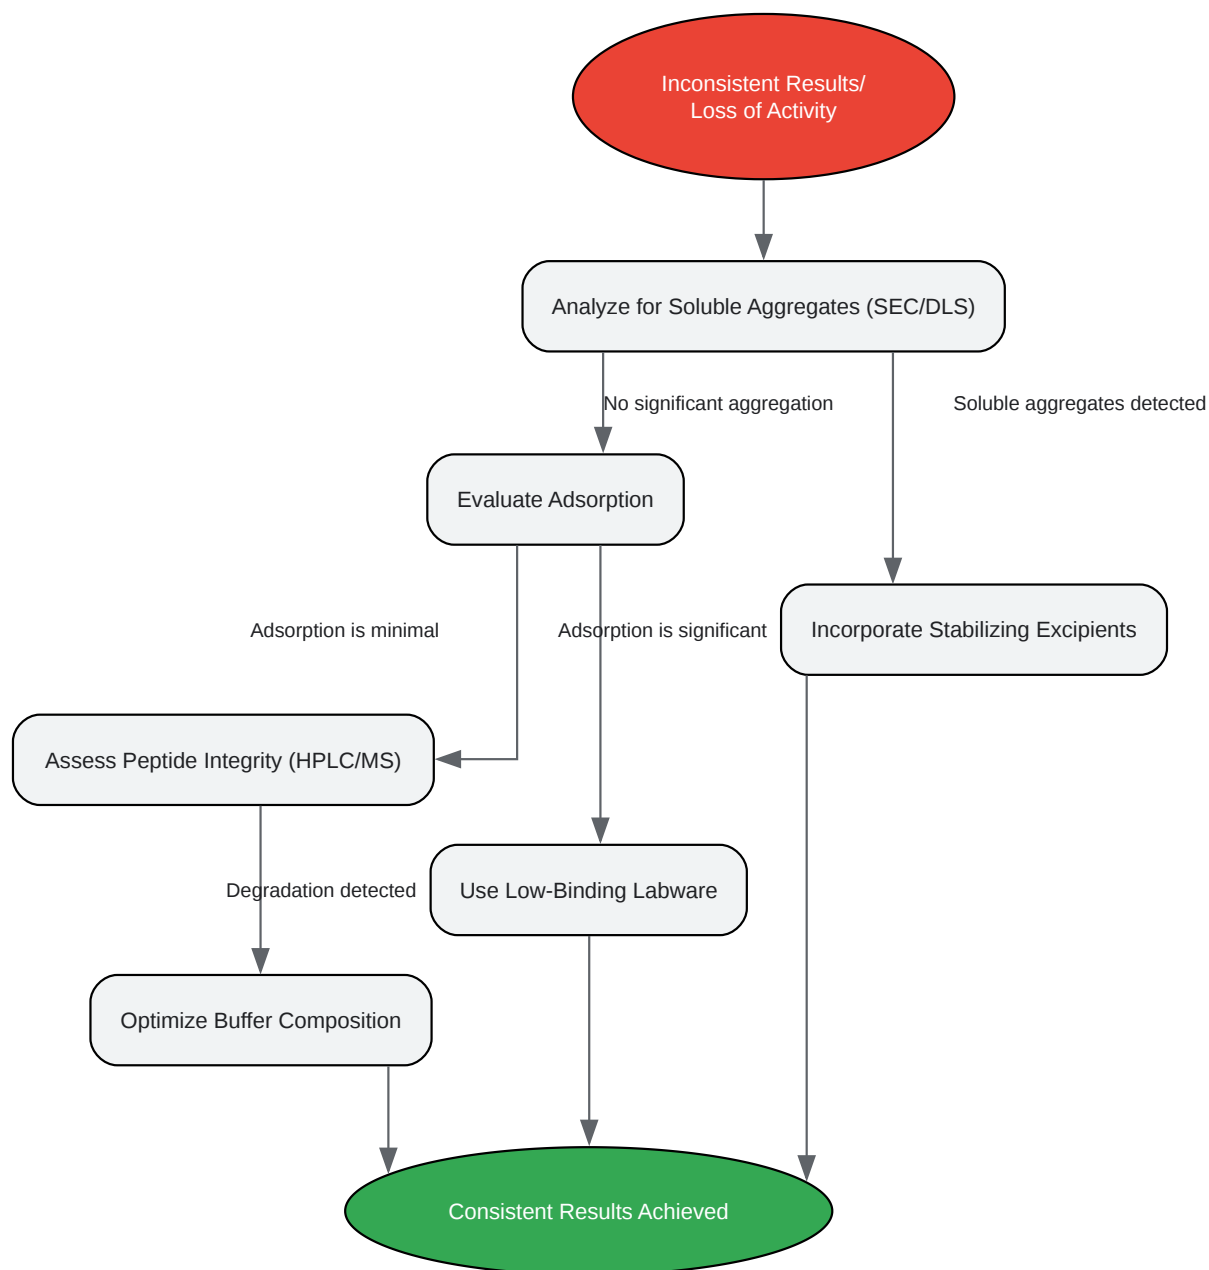 Inconsistent Results/
Loss of Activity
Analyze for Soluble Aggregates (SEC/DLS)
No significant aggregation
Soluble aggregates detected
Evaluate Adsorption
Adsorption is minimal
Adsorption is significant
Incorporate Stabilizing Excipients
Assess Peptide Integrity (HPLC/MS)
Degradation detected
Use Low-Binding Labware
Optimize Buffer Composition
Consistent Results Achieved